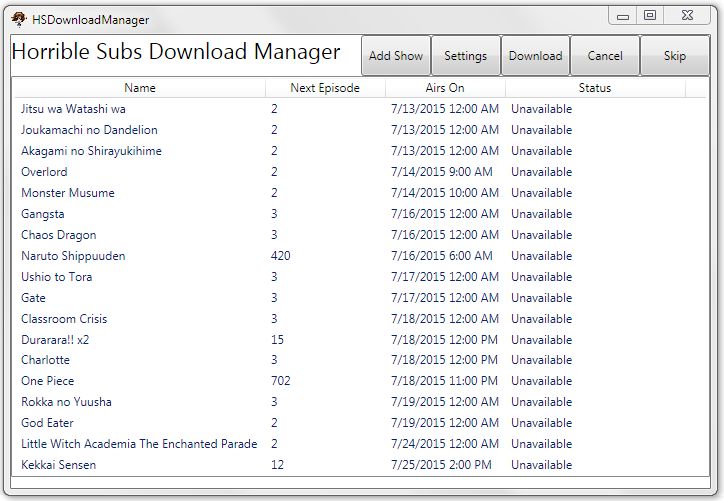 HSDownloadManager
Horrible Subs Download Manager Add Show Settings Download Cancel Skip
Name Next Episode Airs On Status
Jitsu wa Watashi wa 2 7/13/2015 12:00 AM Unavailable
Joukamachi no Dandelion 2 7/13/2015 12:00 AM Unavailable
Akagami no Shirayukihime 2 7/13/2015 12:00 AM Unavailable
Overlord 2 7/14/2015 9:00 AM Unavailable
Monster Musume 2 7/14/2015 10:00 AM Unavailable
Gangsta 3 7/16/2015 12:00 AM Unavailable
Chaos Dragon 3 7/16/2015 12:00 AM Unavailable
Naruto Shippuuden 420 7/16/2015 6:00 AM Unavailable
Ushio to Tora 3 7/17/2015 12:00 AM Unavailable
Gate 3 7/17/2015 12:00 AM Unavailable
Classroom Crisis 3 7/18/2015 12:00 AM Unavailable
Durarara!! x2 15 7/18/2015 12:00 PM Unavailable
Charlotte 3 7/18/2015 12:00 PM Unavailable
One Piece 702 7/18/2015 11:00 PM Unavailable
Rokka no Yuusha 3 7/19/2015 12:00 AM Unavailable
God Eater 2 7/19/2015 12:00 AM Unavailable
Little Witch Academia The Enchanted Parade 2 7/24/2015 12:00 AM Unavailable
Kekkai Sensen 12 7/25/2015 2:00 PM Unavailable